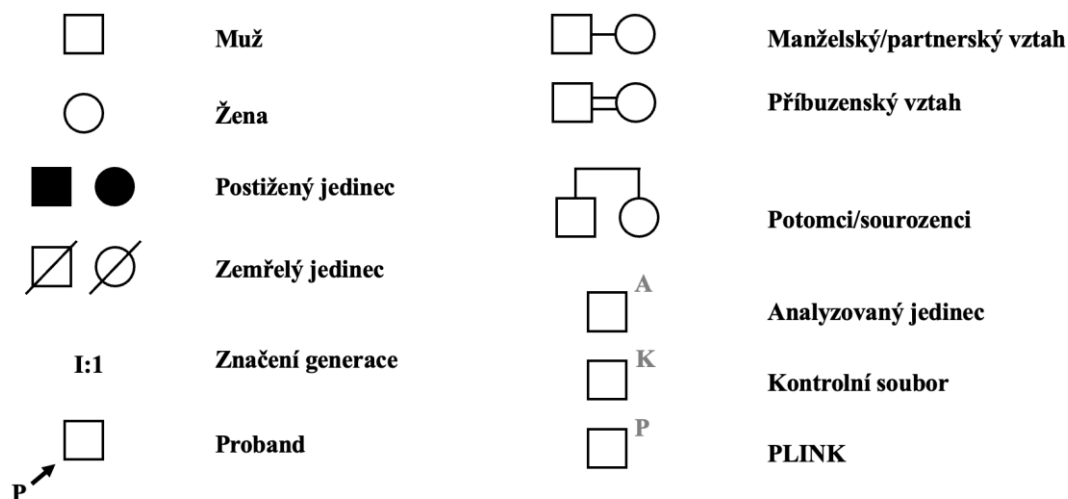 Muž
Žena
Postižený jedinec
Zemřelý jedinec
I:1
Značení generace
Proband
P
Manželský/partnerský vztah
Příbuzenský vztah
Potomci/sourozenci
A
Analyzovaný jedinec
K
Kontrolní soubor
P
PLINK